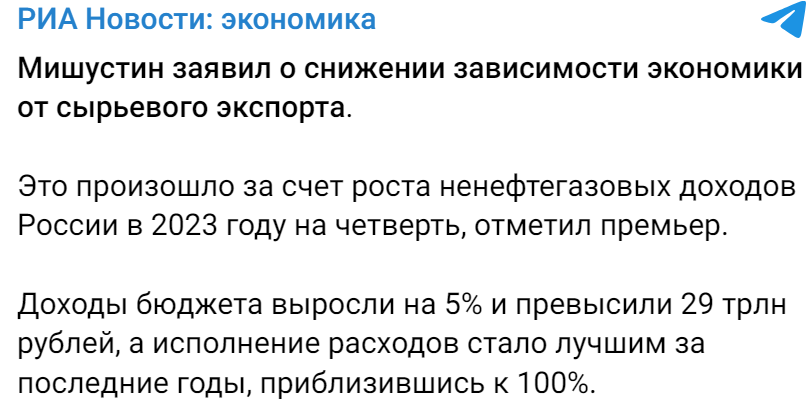 РИА Новости: экономика
Мишустин заявил о снижении зависимости экономики
от сырьевого экспорта.
Это произошло за счет роста ненефтегазовых доходов
России в 2023 году на четверть, отметил премьер.
Доходы бюджета выросли на 5% и превысили 29 трлн
рублей, а исполнение расходов стало лучшим за
последние годы, приблизившись к 100%.